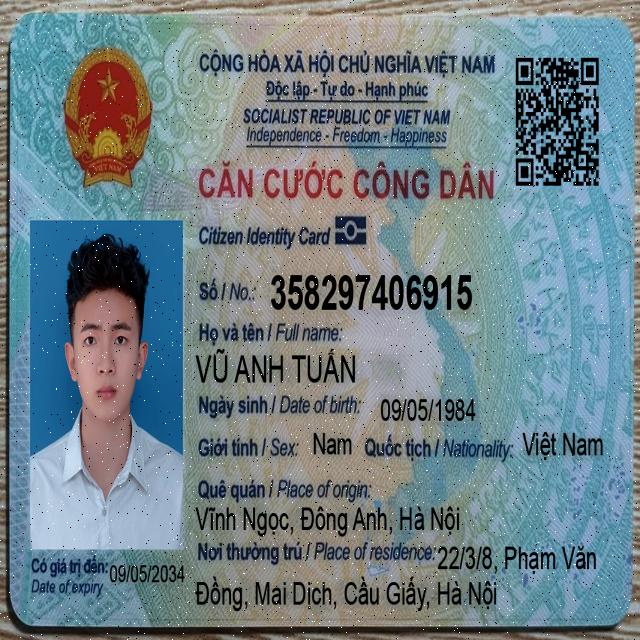 CỘNG HÒA XÃ HỘI CHỦ NGHĨA VIỆT NAM
Độc lập - Tự do - Hạnh phúc
SOCIALIST REPUBLIC OF VIET NAM
Independence - Freedom - Happiness
CĂN CƯỚC CÔNG DÂN
Citizen Identity Card
Số / No.: 358297406915
Họ và tên / Full name:
VŨ ANH TUẤN
Ngày sinh / Date of birth: 09/05/1984
Giới tính / Sex: Nam Quốc tịch / Nationality: Việt Nam
Quê quán / Place of origin:
Vĩnh Ngọc, Đông Anh, Hà Nội
Nơi thường trú / Place of residence: 22/3/8, Phạm Văn
Đồng, Mai Dịch, Cầu Giấy, Hà Nội
Có giá trị đến: 09/05/2034
Date of expiry
VIỆT NAM